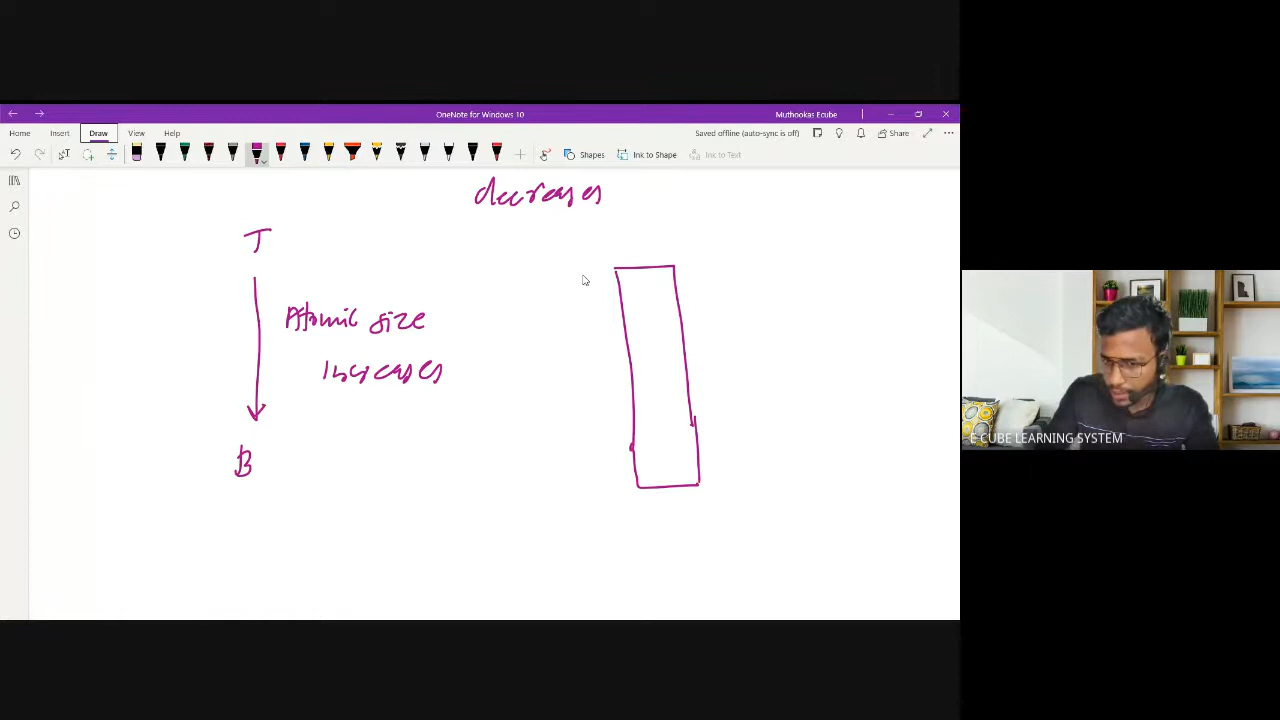 OneNote for Windows 10
Muthookas Ecube
Home Insert Draw View Help
Saved offline (auto-sync is off)
Share
Shapes
Ink to Shape
Ink to Text
decreases
T
Atomic size
Increases
B
E CUBE LEARNING SYSTEM